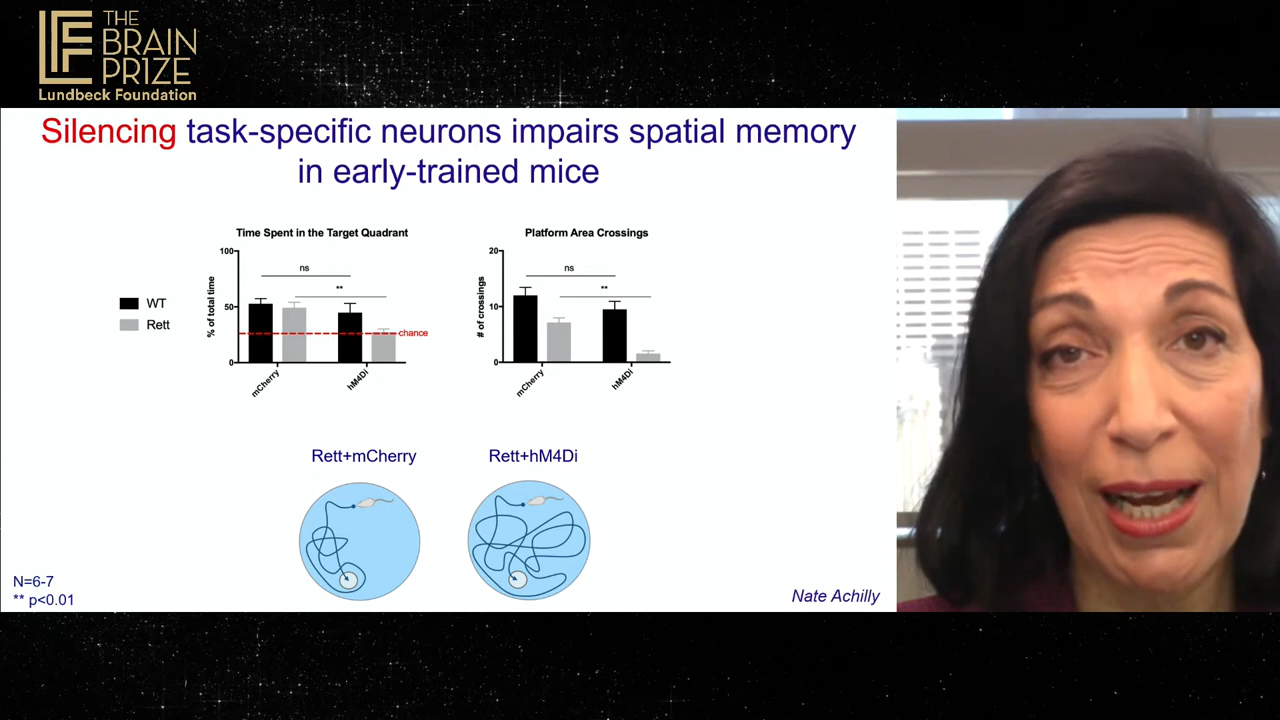 THE
BRAIN
PRIZE
Lundbeck Foundation
Silencing task-specific neurons impairs spatial memory
in early-trained mice
WT
Rett
Time Spent in the Target Quadrant
% of total time
100
50
0
ns
**
chance
mCherry
hM4Di
Platform Area Crossings
# of crossings
20
10
0
ns
**
mCherry
hM4Di
Rett+mCherry
Rett+hM4Di
N=6-7
** p<0.01
Nate Achilly